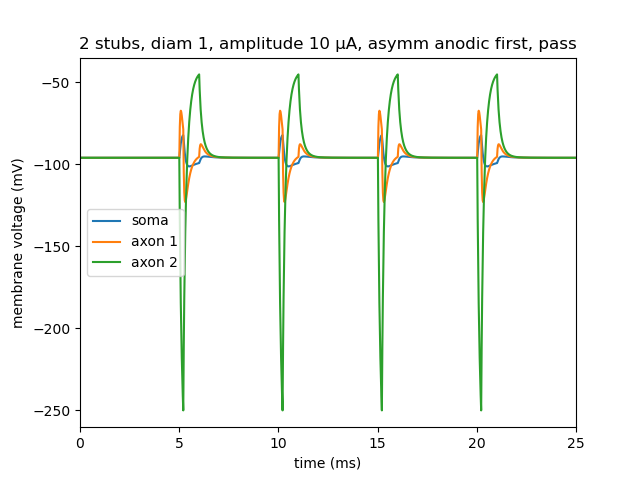 2 stubs, diam 1, amplitude 10 μA, asymm anodic first, pass
membrane voltage (mV)
−50
−100
−150
−200
−250
soma
axon 1
axon 2
0 5 10 15 20 25
time (ms)